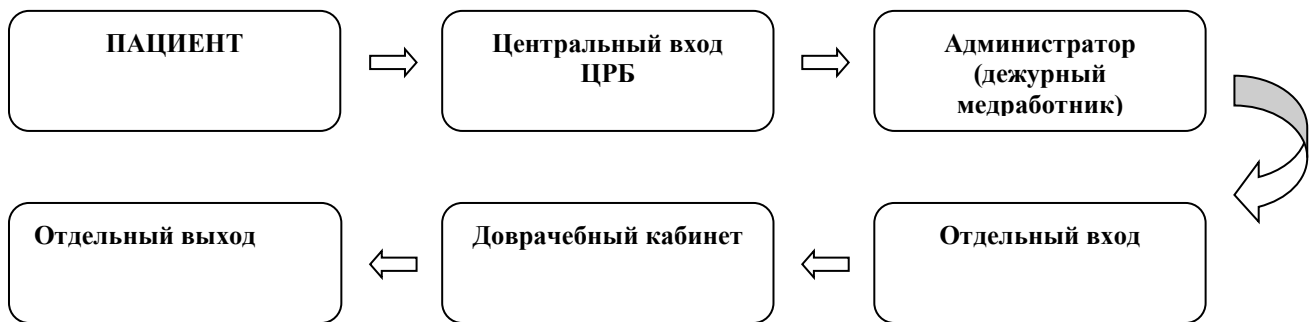 ПАЦИЕНТ
Центральный вход
ЦРБ
Администратор
(дежурный
медработник)
Отдельный вход
Доврачебный кабинет
Отдельный выход